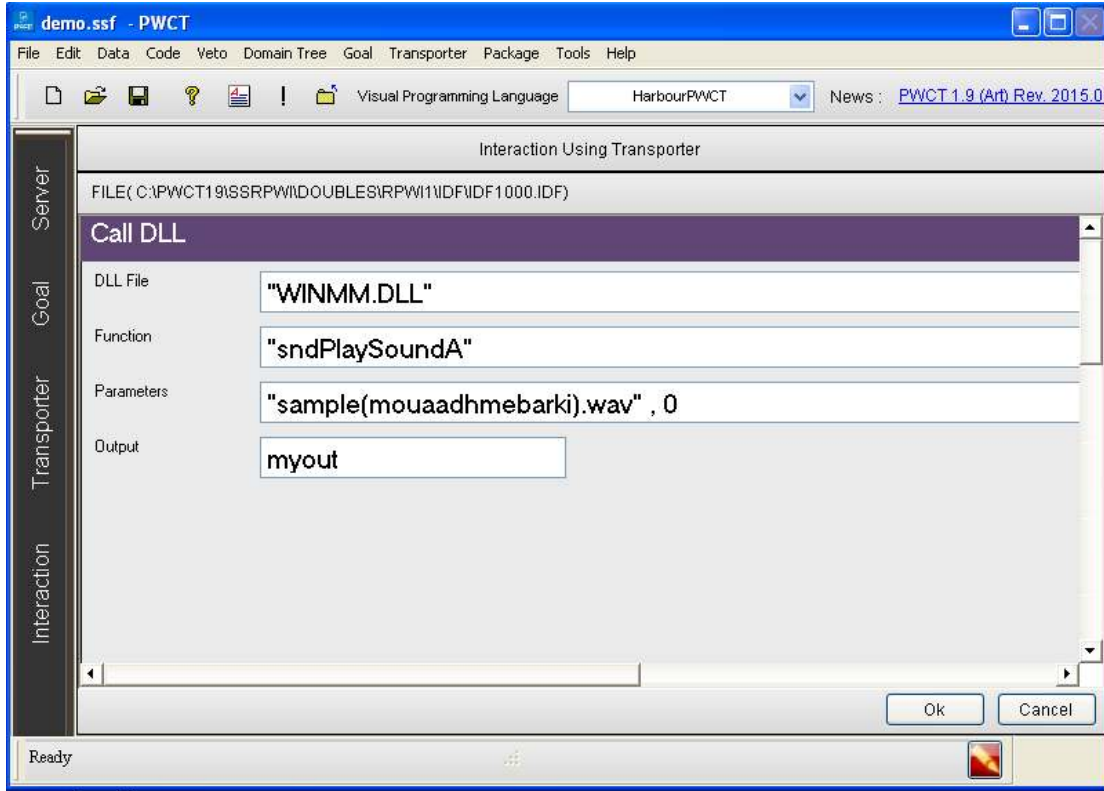 demo.ssf - PWCT
File Edit Data Code Veto Domain Tree Goal Transporter Package Tools Help
Visual Programming Language HarbourPWCT News : PWCT 1.9 (Art) Rev. 2015.0
Interaction Using Transporter
FILE( C:\PWCT19\SSRPWI\DOUBLES\RPWI1\IDF\IDF1000.IDF)
Server
Goal
Transporter
Interaction
Call DLL
DLL File "WINMM.DLL"
Function "sndPlaySoundA"
Parameters "sample(mouaadhmebarki).wav" , 0
Output myout
Ok Cancel
Ready